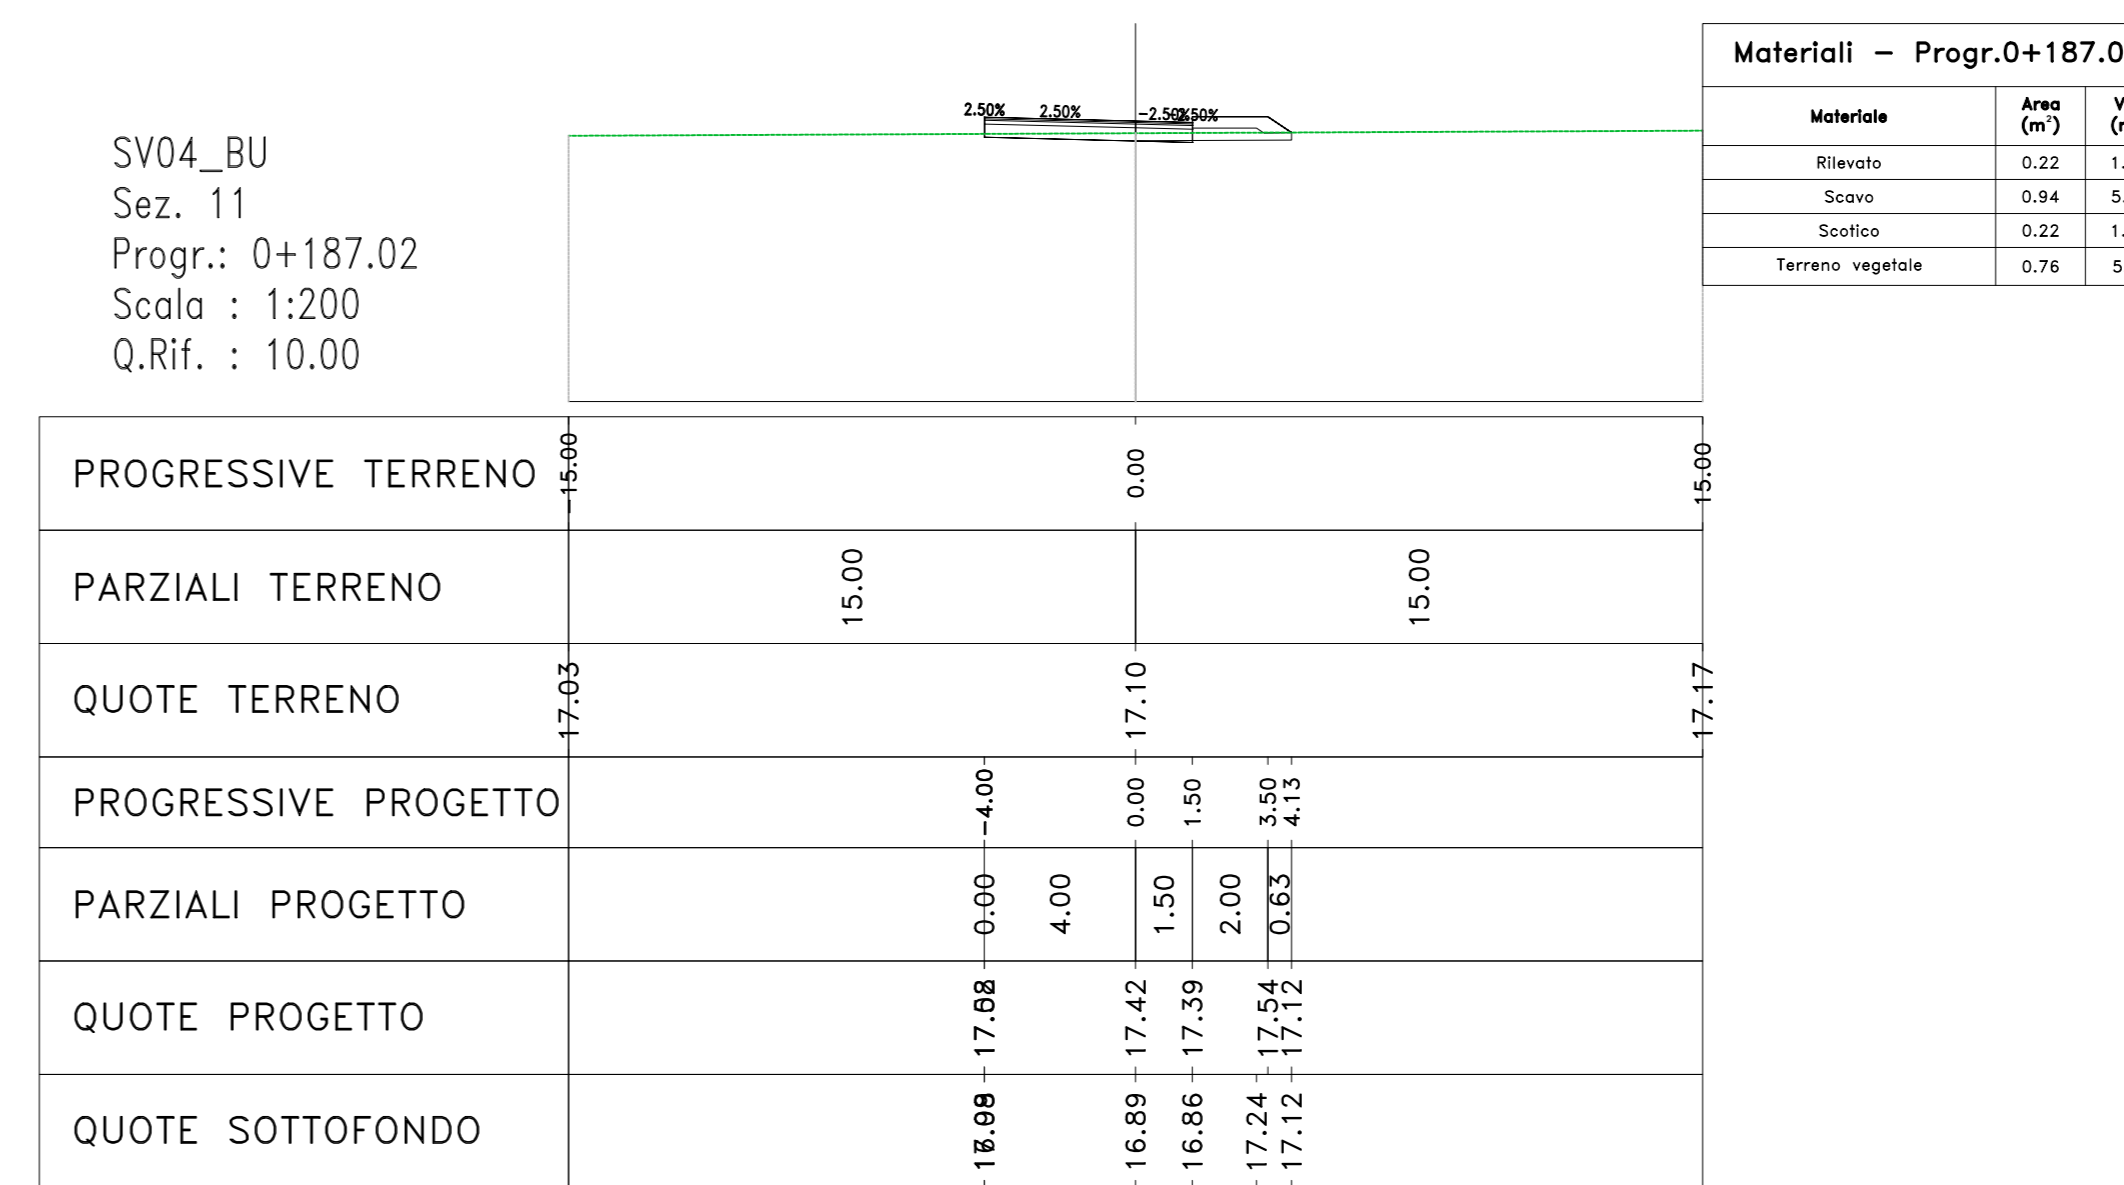 2.50%
2.50%
SV04_BU
Sez. 11
Progr.: 0+187.02
Scala : 1:200
Q.Rif. : 10.00
Materiali - Progr.0+187.0
Materiale Area (m²)
Rilevato 0.22
Scavo 0.94
Scotico 0.22
Terreno vegetale 0.76
PROGRESSIVE TERRENO -15.00 0.00 15.00
PARZIALI TERRENO 15.00 15.00
QUOTE TERRENO 17.03 17.10 17.17
PROGRESSIVE PROGETTO -4.00 0.00 1.50 3.50 4.13
PARZIALI PROGETTO 0.00 4.00 1.50 2.00 0.63
QUOTE PROGETTO 17.42 17.39 17.54 17.12
QUOTE SOTTOFONDO 16.89 16.86 17.24 17.12